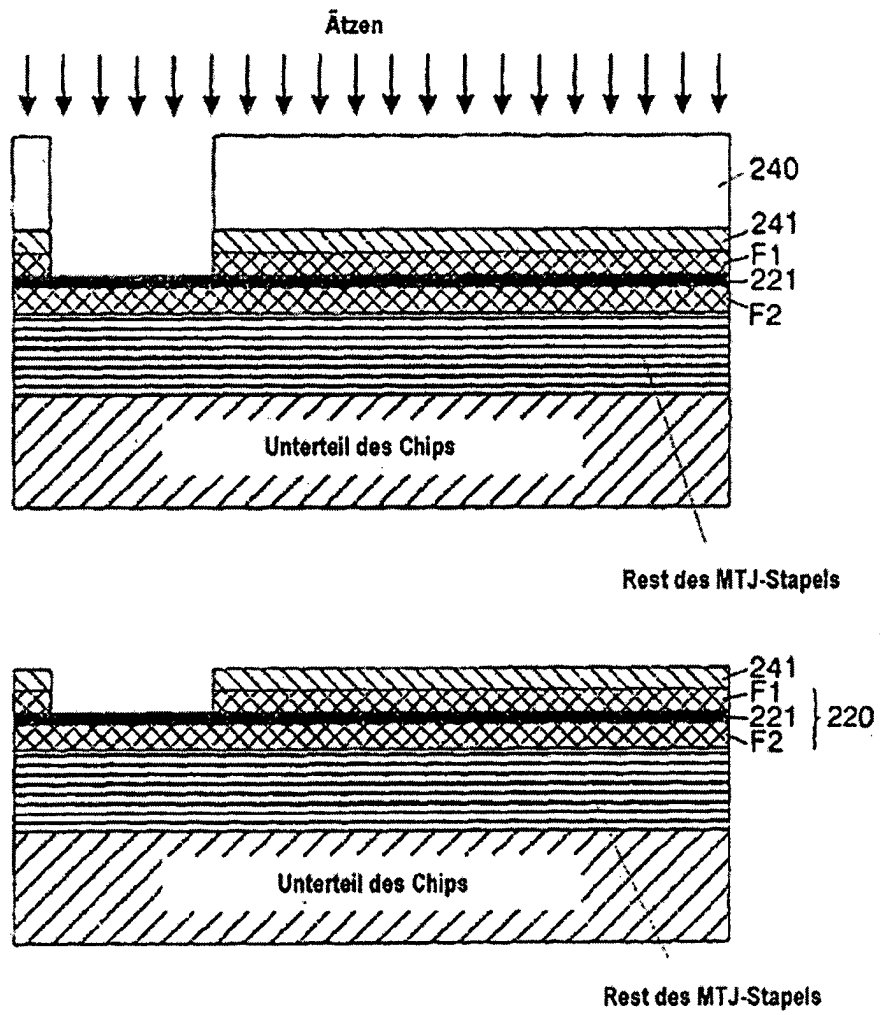 Ätzen
240
241
F1
221
F2
Unterteil des Chips
Rest des MTJ-Stapels
241
F1
221
220
F2
Unterteil des Chips
Rest des MTJ-Stapels